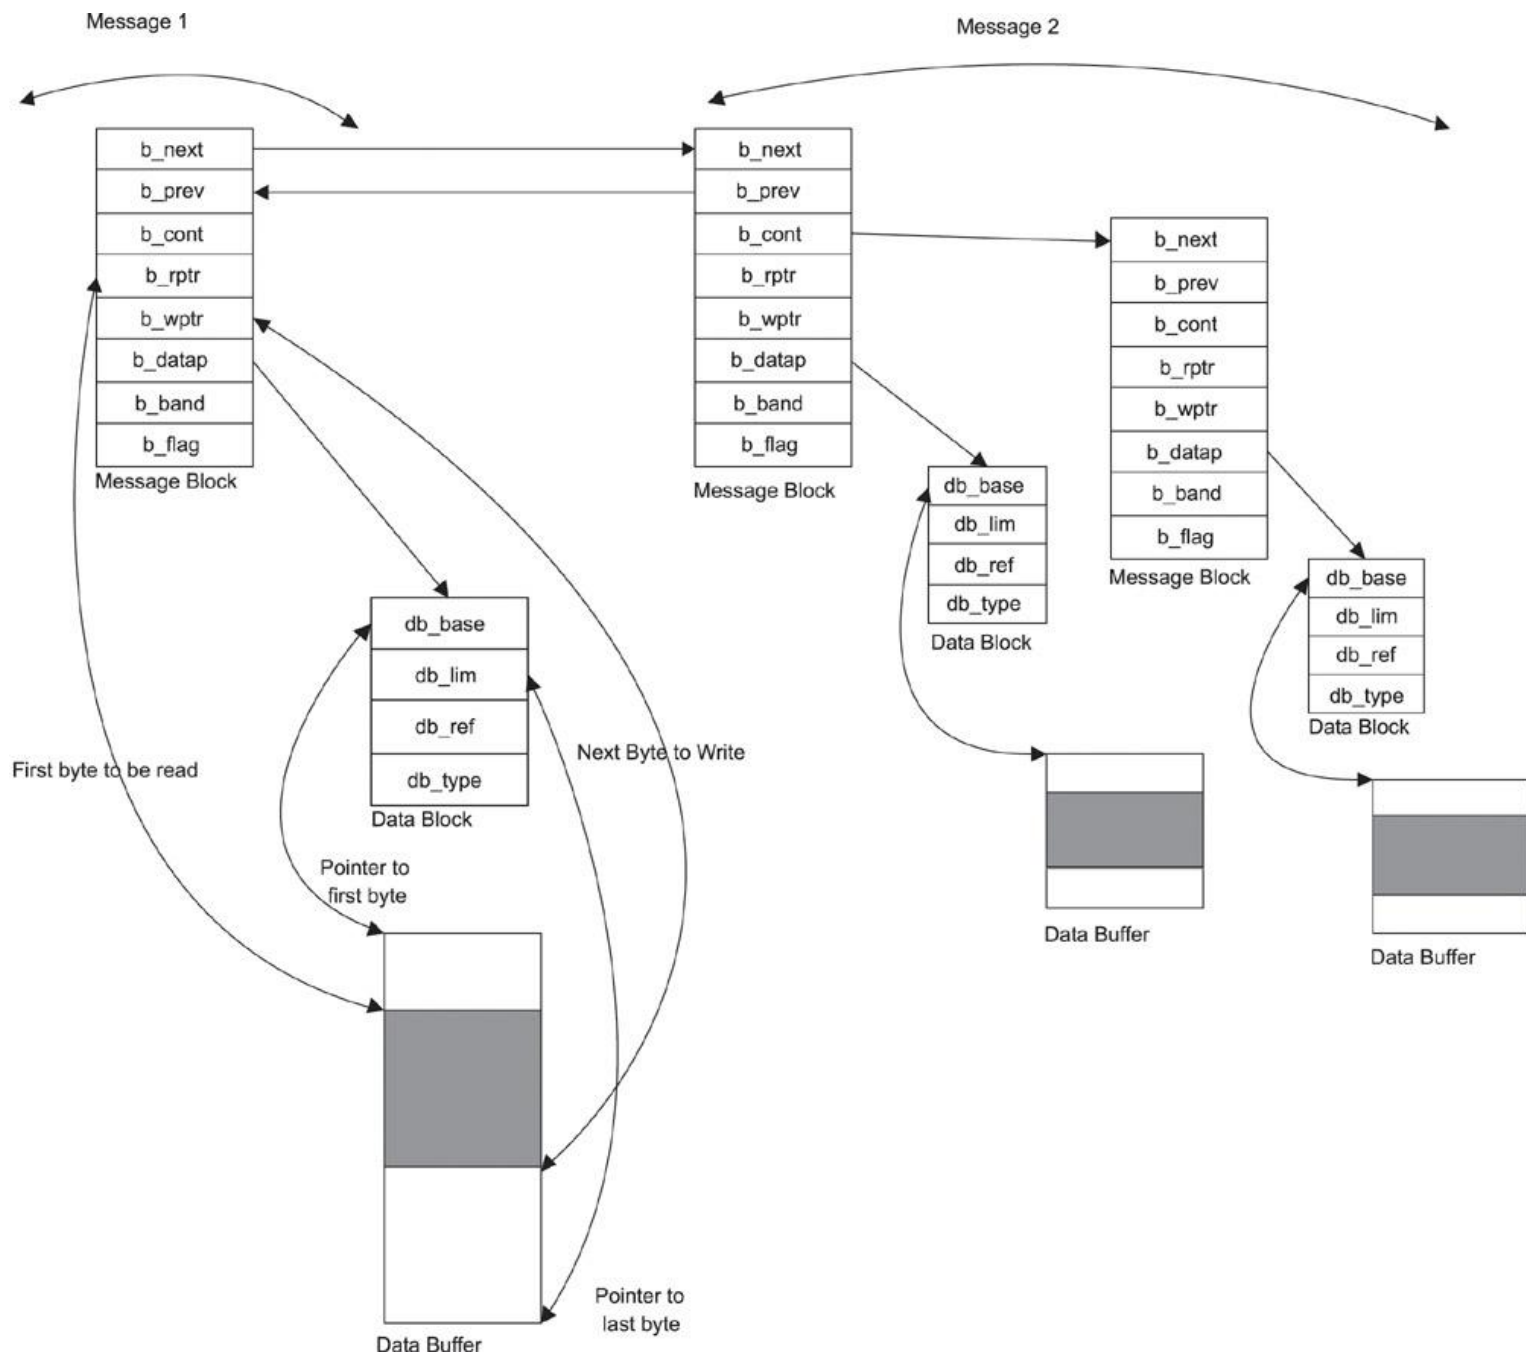 Message 1
Message 2
b_next
b_prev
b_cont
b_rptr
b_wptr
b_datap
b_band
b_flag
Message Block
b_next
b_prev
b_cont
b_rptr
b_wptr
b_datap
b_band
b_flag
Message Block
b_next
b_prev
b_cont
b_rptr
b_wptr
b_datap
b_band
b_flag
Message Block
db_base
db_lim
db_ref
db_type
Data Block
db_base
db_lim
db_ref
db_type
Data Block
db_base
db_lim
db_ref
db_type
Data Block
First byte to be read
Next Byte to Write
Pointer to
first byte
Data Buffer
Data Buffer
Pointer to
last byte
Data Buffer